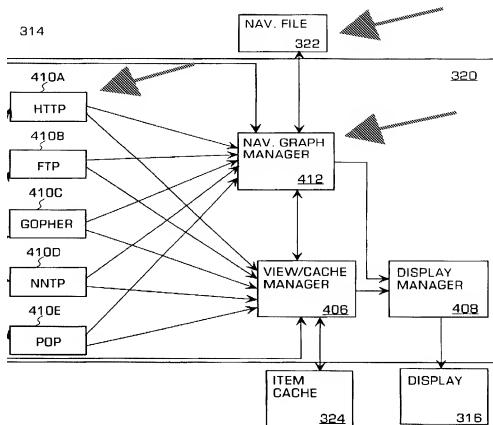 314
NAV. FILE
322
320
410A
HTTP
410B
FTP
410C
GOPHER
410D
NNTP
410E
POP
NAV. GRAPH
MANAGER
412
VIEW/CACHE
MANAGER
406
DISPLAY
MANAGER
408
ITEM
CACHE
324
DISPLAY
316